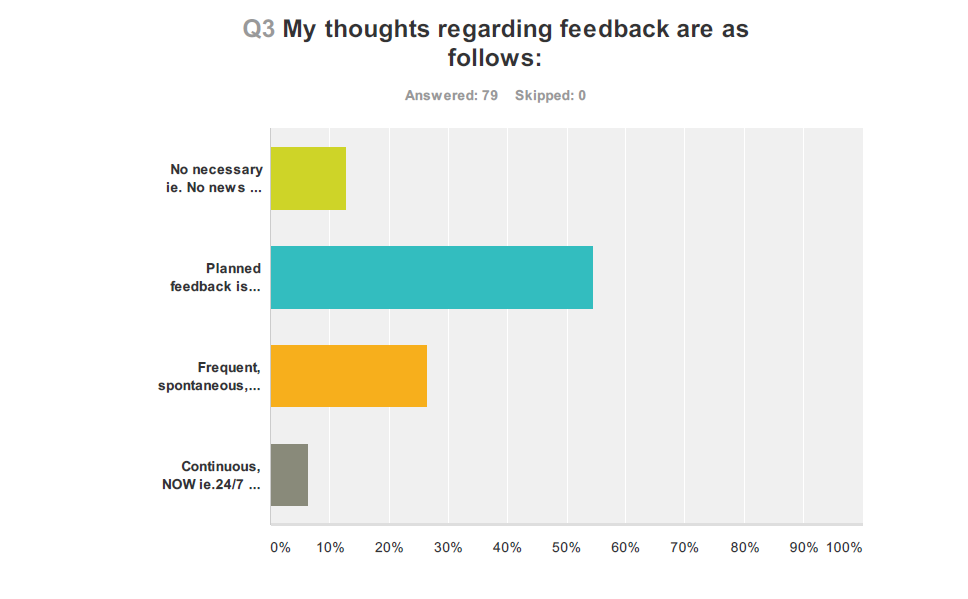 Q3 My thoughts regarding feedback are as
follows:
Answered: 79 Skipped: 0
No necessary
ie. No news ...
Planned
feedback is...
Frequent,
spontaneous,...
Continuous,
NOW ie.24/7 ...
0% 10% 20% 30% 40% 50% 60% 70% 80% 90% 100%